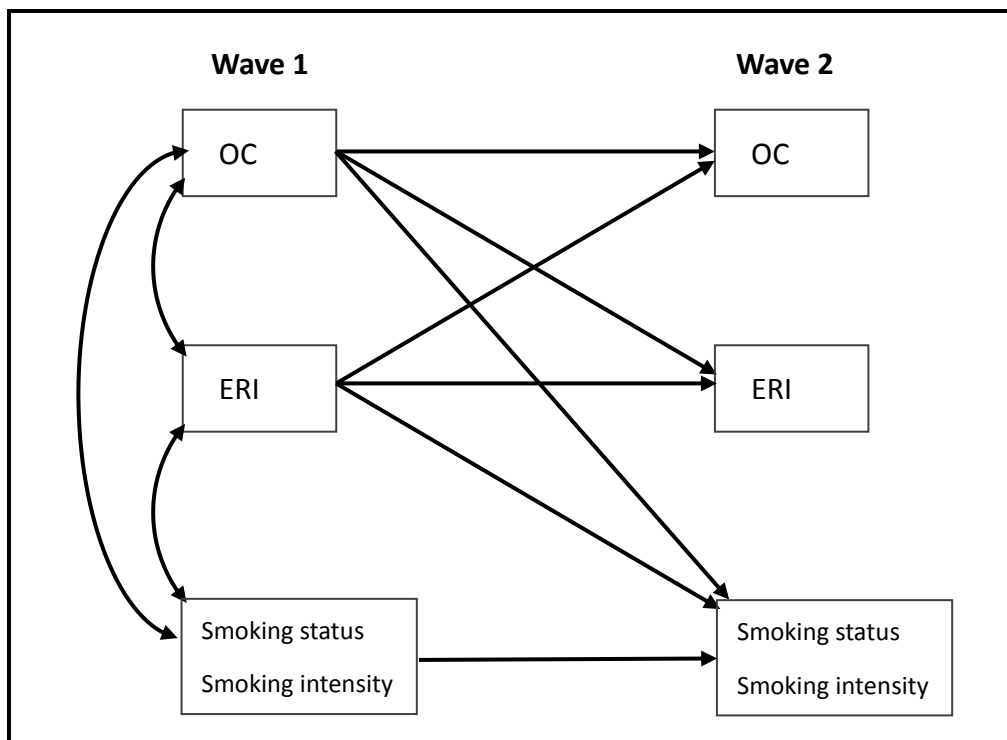 Wave 1
Wave 2
OC
OC
ERI
ERI
Smoking status
Smoking intensity
Smoking status
Smoking intensity